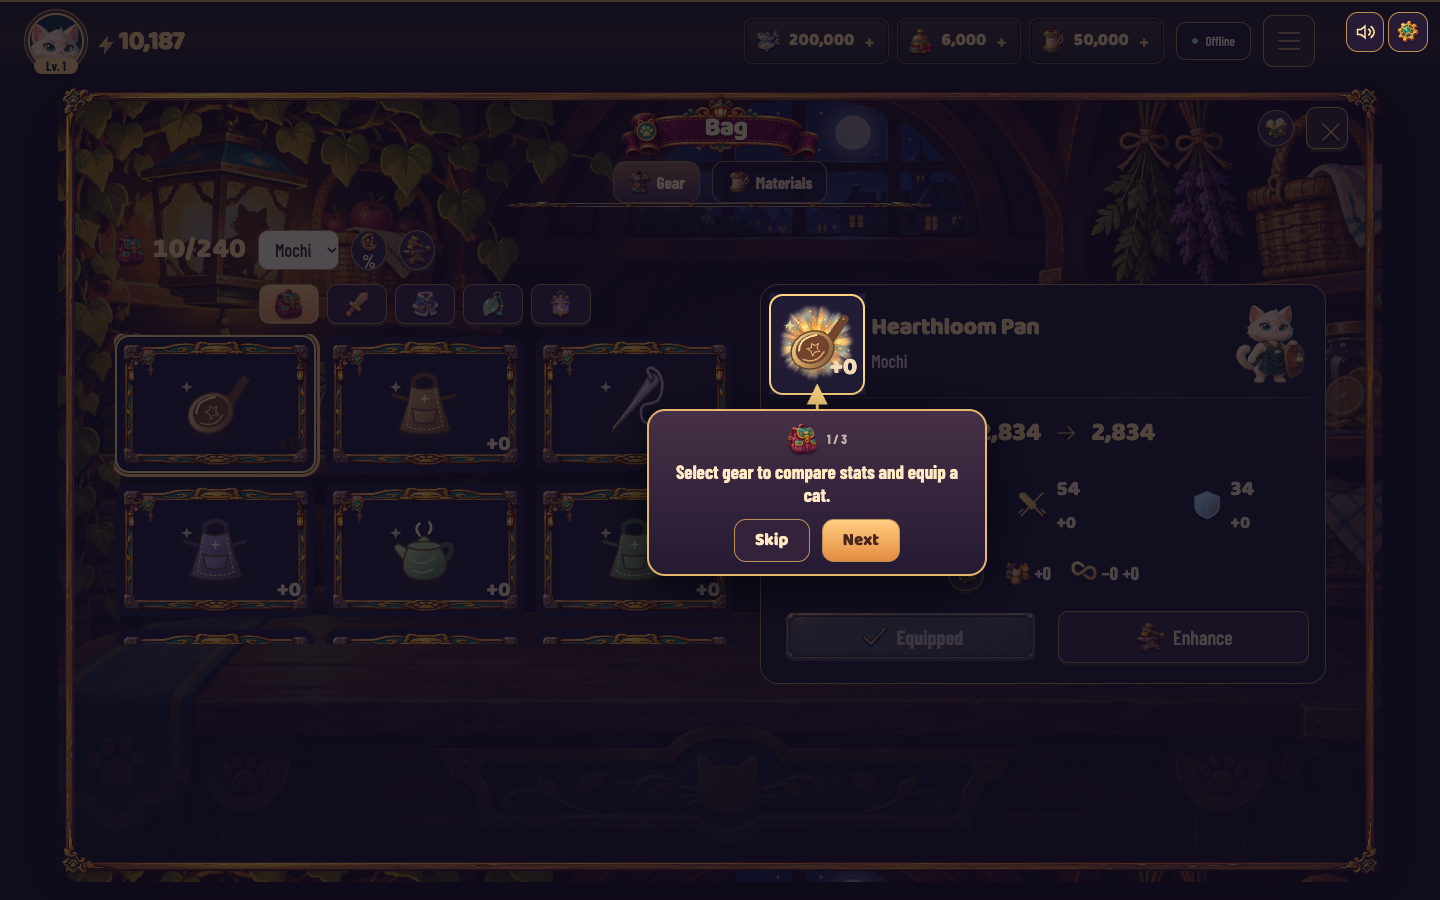 10,187
200,000 +
6,000 +
50,000 +
Offline
Lv. 1
Bag
Gear
Materials
10/240
Mochi
%
Hearthloom Pan
+0
Mochi
+0
1 / 3
2,834 → 2,834
Select gear to compare stats and equip a
cat.
54
+0
34
+0
Skip
Next
+0
+0
+0
+0
−0 +0
Equipped
Enhance